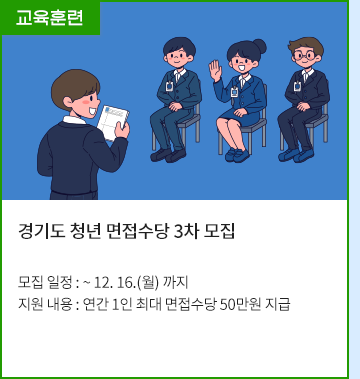 교육훈련
경기도 청년 면접수당 3차 모집
모집 일정 : ~ 12. 16.(월) 까지
지원 내용 : 연간 1인 최대 면접수당 50만원 지급